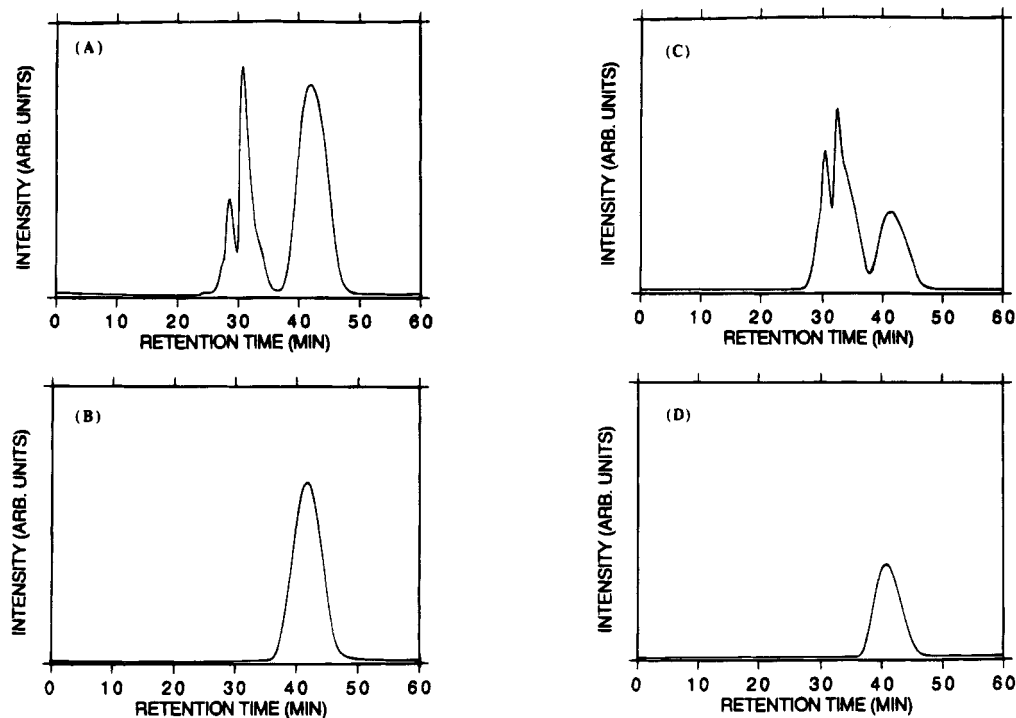 (A)
INTENSITY (ARB. UNITS)
0 10 20 30 40 50 60
RETENTION TIME (MIN)
(C)
INTENSITY (ARB. UNITS)
0 10 20 30 40 50 60
RETENTION TIME (MIN)
(B)
INTENSITY (ARB. UNITS)
0 10 20 30 40 50 60
RETENTION TIME (MIN)
(D)
INTENSITY (ARB. UNITS)
0 10 20 30 40 50 60
RETENTION TIME (MIN)